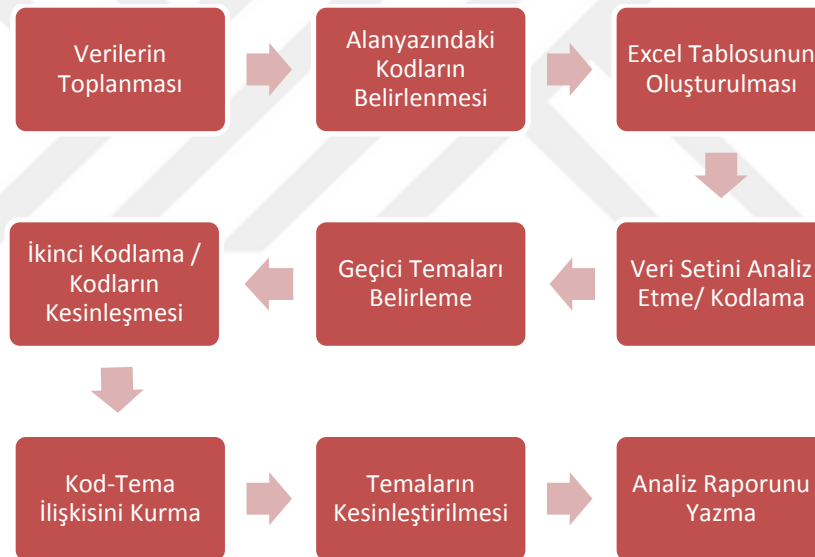 Verilerin
Toplanması
Alanyazındaki
Kodların
Belirlenmesi
Excel Tablosunun
Oluşturulması
Veri Setini Analiz
Etme/ Kodlama
Geçici Temaları
Belirleme
İkinci Kodlama /
Kodların
Kesinleşmesi
Kod-Tema
İlişkisini Kurma
Temaların
Kesinleştirilmesi
Analiz Raporunu
Yazma